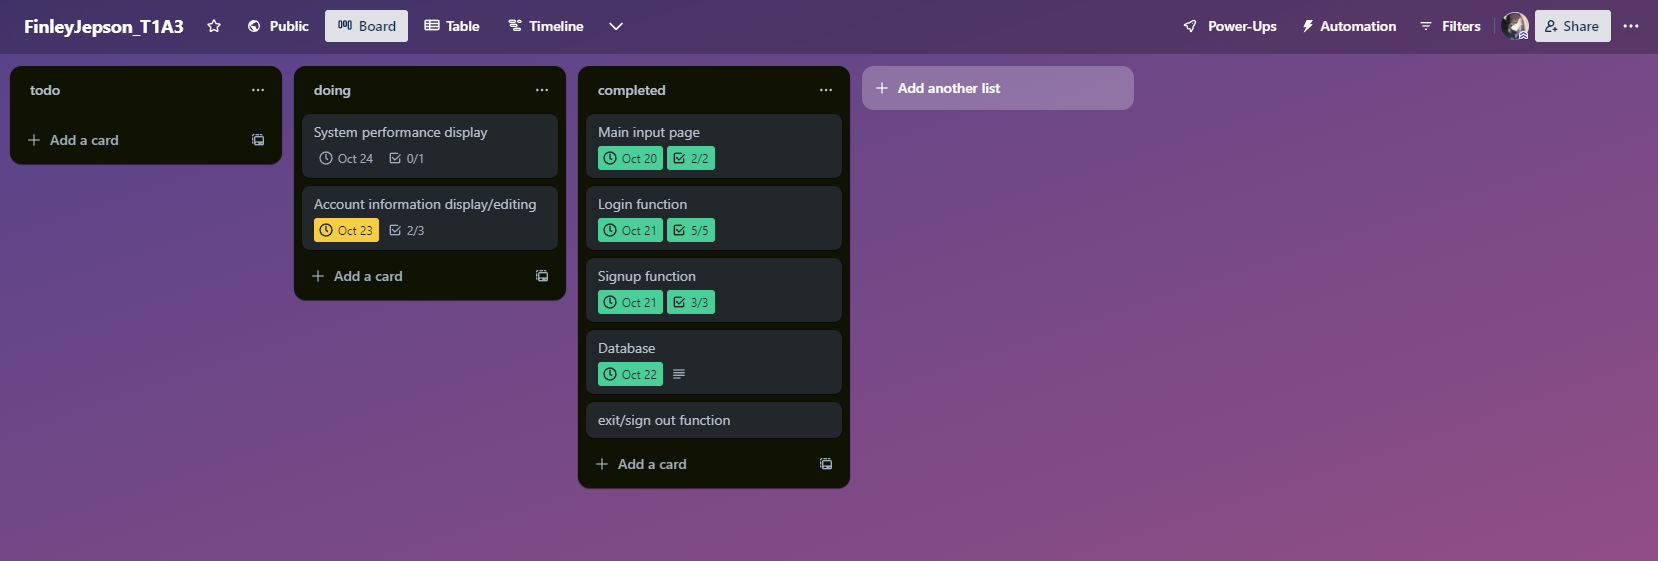 FinleyJepson_T1A3
Public
Board
Table
Timeline
Power-Ups
Automation
Filters
Share
todo
Add a card
doing
System performance display
Oct 24
0/1
Account information display/editing
Oct 23
2/3
Add a card
completed
Main input page
Oct 20
2/2
Login function
Oct 21
5/5
Signup function
Oct 21
3/3
Database
Oct 22
exit/sign out function
Add a card
Add another list